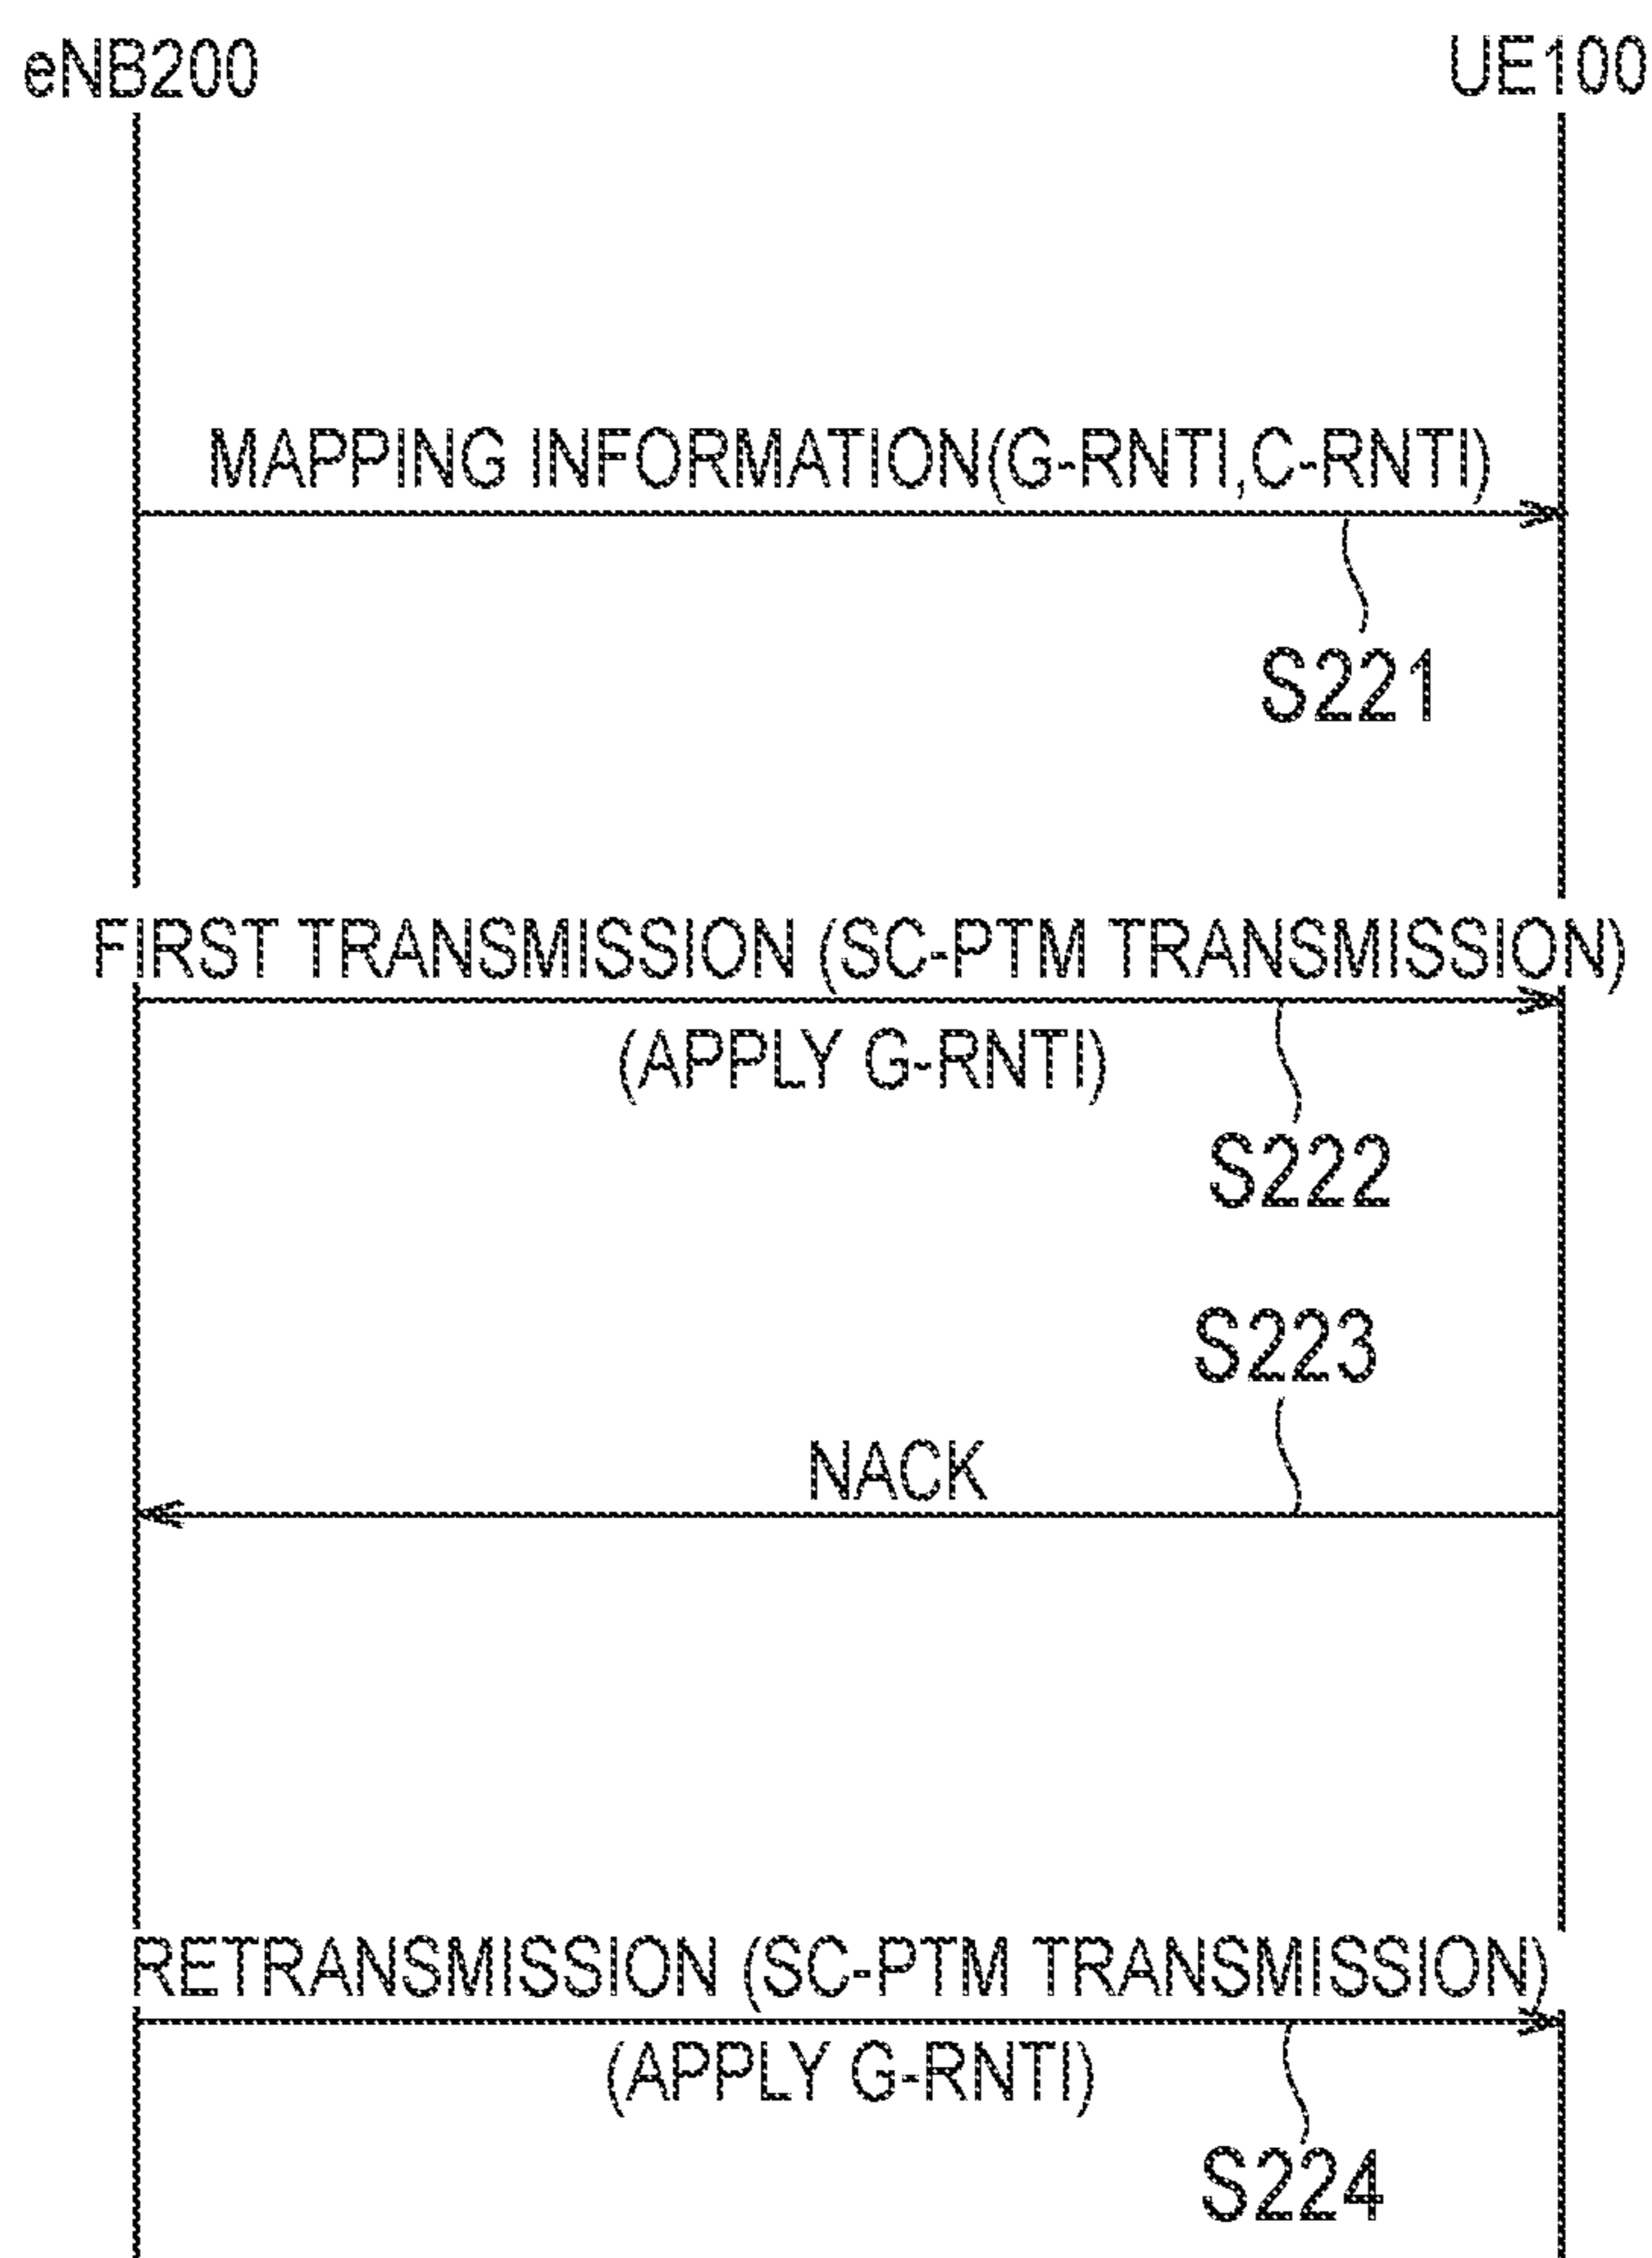 eNB200
UE100
MAPPING INFORMATION(G-RNTI,C-RNTI)
S221
FIRST TRANSMISSION (SC-PTM TRANSMISSION)
(APPLY G-RNTI)
S222
S223
NACK
RETRANSMISSION (SC-PTM TRANSMISSION)
(APPLY G-RNTI)
S224